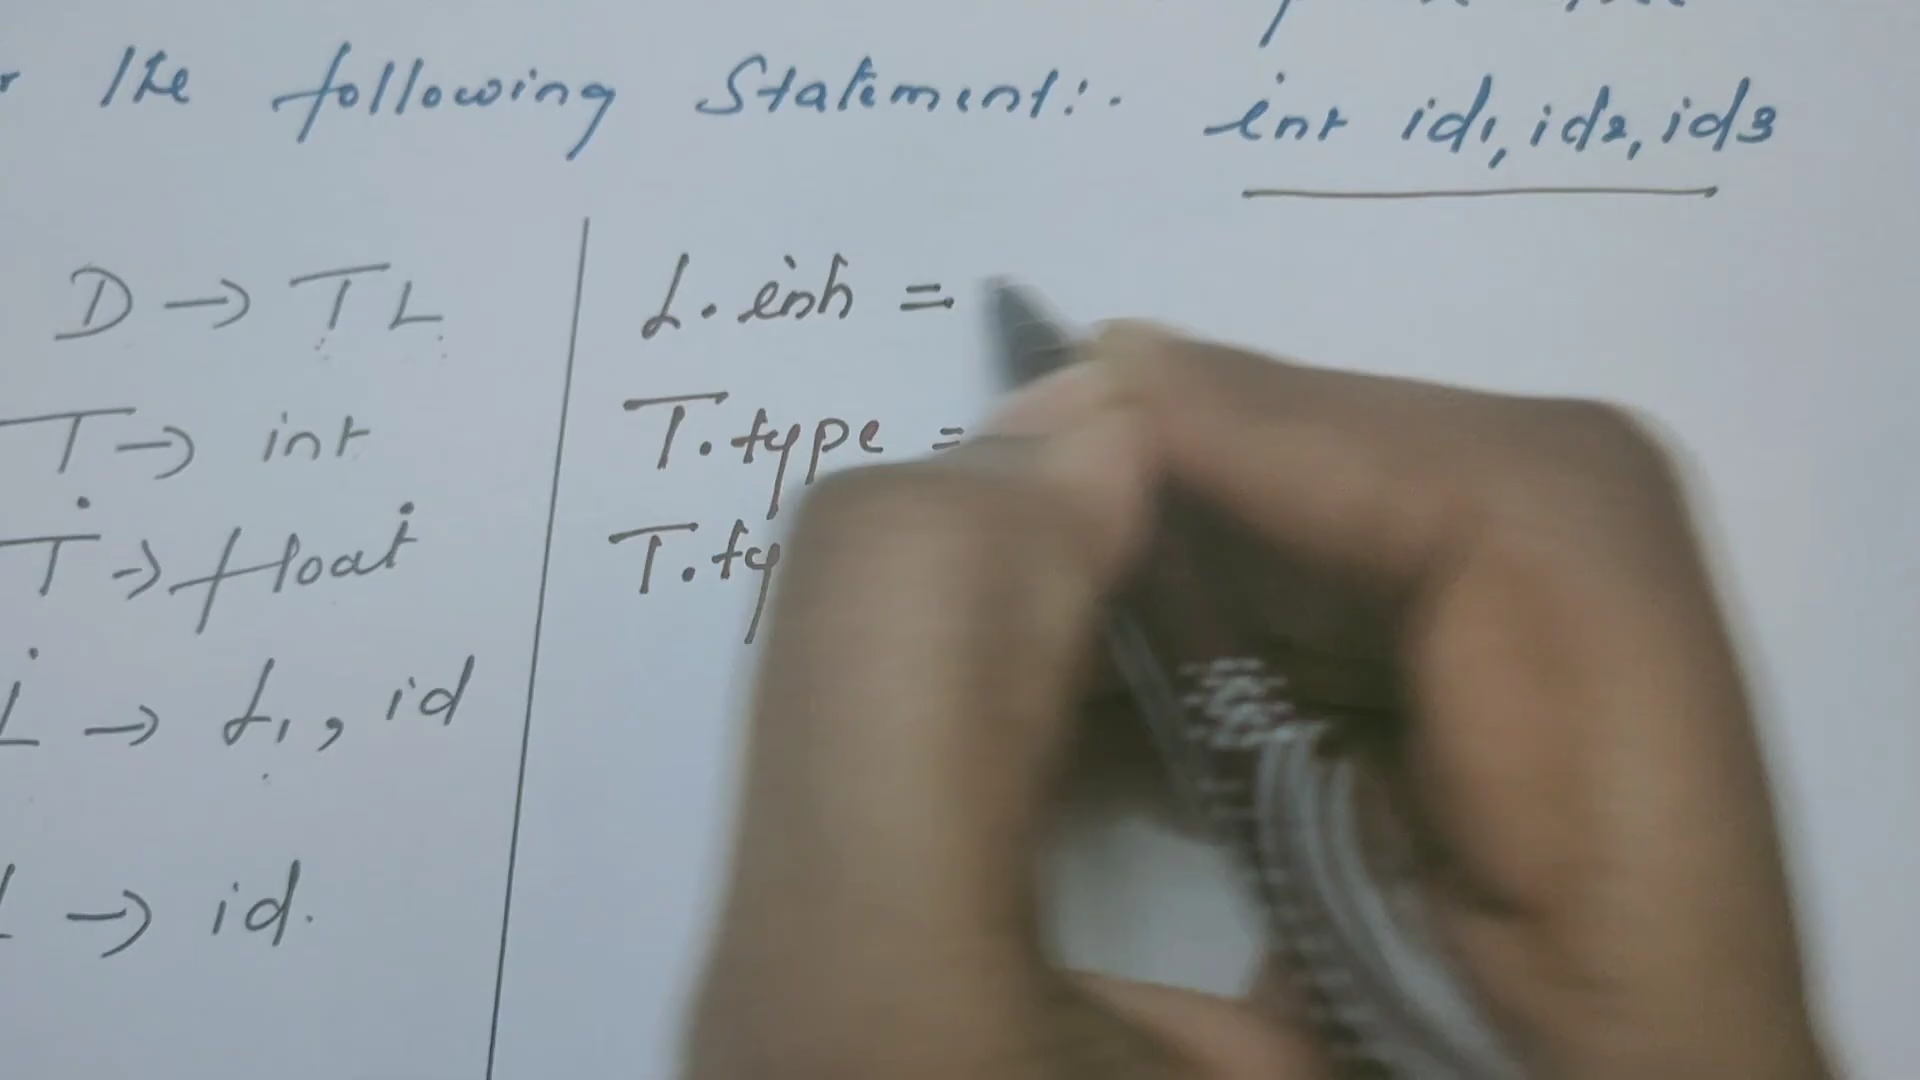 the following Statement:-
int id1, id2, id3
D → T L
L.inh =
T → int
T.type =
T → float
T.ty
L → L1, id
L → id.